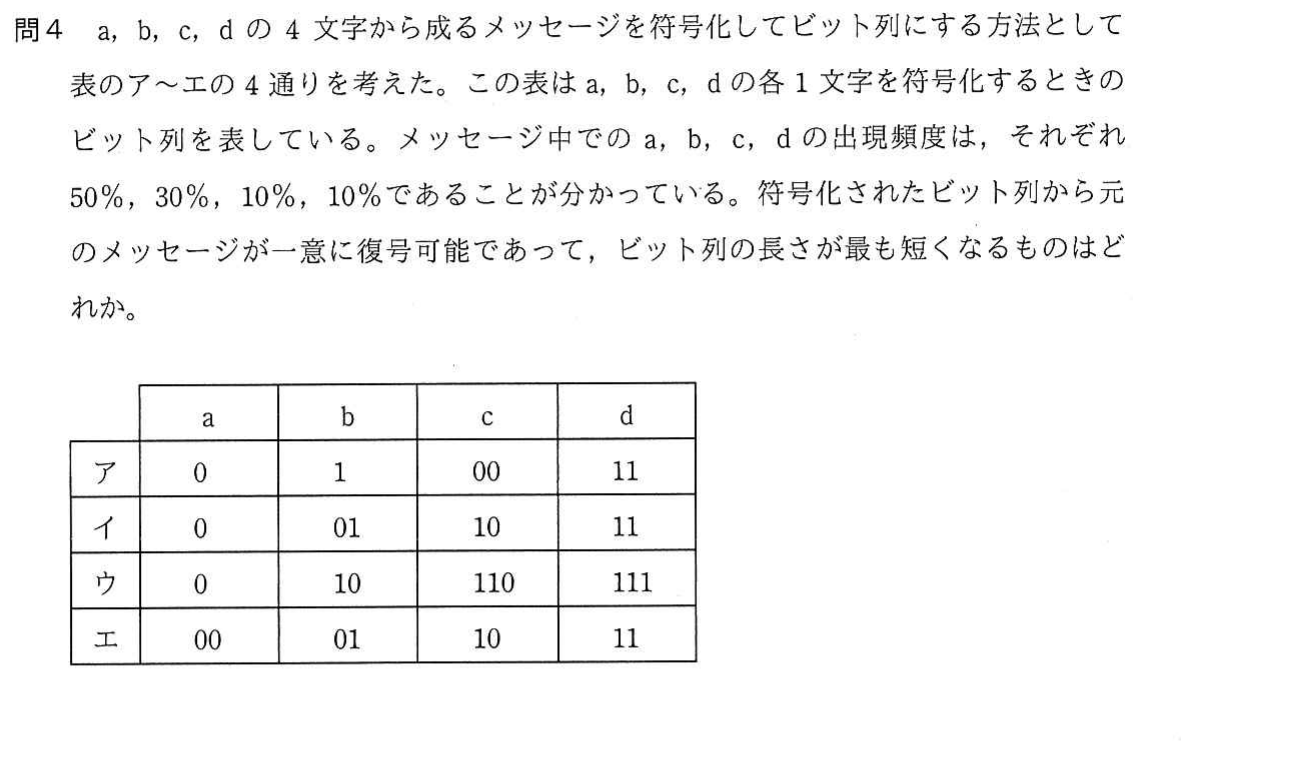 問4 a，b，c，d の 4 文字から成るメッセージを符号化してビット列にする方法として
表のア～エの 4 通りを考えた。この表は a，b，c，d の各 1 文字を符号化するときの
ビット列を表している。メッセージ中での a，b，c，d の出現頻度は，それぞれ
50％，30％，10％，10％であることが分かっている。符号化されたビット列から元
のメッセージが一意に復号可能であって，ビット列の長さが最も短くなるものはど
れか。
a b c d
ア 0 1 00 11
イ 0 01 10 11
ウ 0 10 110 111
エ 00 01 10 11